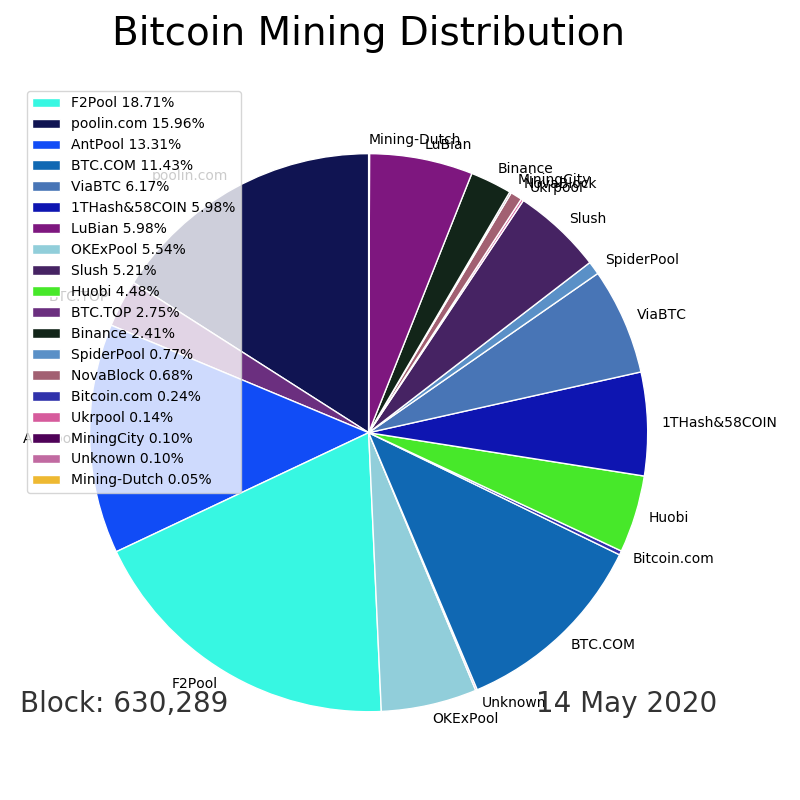 Bitcoin Mining Distribution
F2Pool 18.71%
poolin.com 15.96%
AntPool 13.31%
BTC.COM 11.43%
ViaBTC 6.17%
1THash&58COIN 5.98%
LuBian 5.98%
OKExPool 5.54%
Slush 5.21%
Huobi 4.48%
BTC.TOP 2.75%
Binance 2.41%
SpiderPool 0.77%
NovaBlock 0.68%
Bitcoin.com 0.24%
Ukrpool 0.14%
MiningCity 0.10%
Unknown 0.10%
Mining-Dutch 0.05%
Mining-Dutch
LuBian
Binance
MiningCity
NovaBlock
Ukrpool
Slush
SpiderPool
ViaBTC
1THash&58COIN
Huobi
Bitcoin.com
BTC.COM
Unknown
OKExPool
F2Pool
BTC.TOP
poolin.com
Block: 630,289
14 May 2020